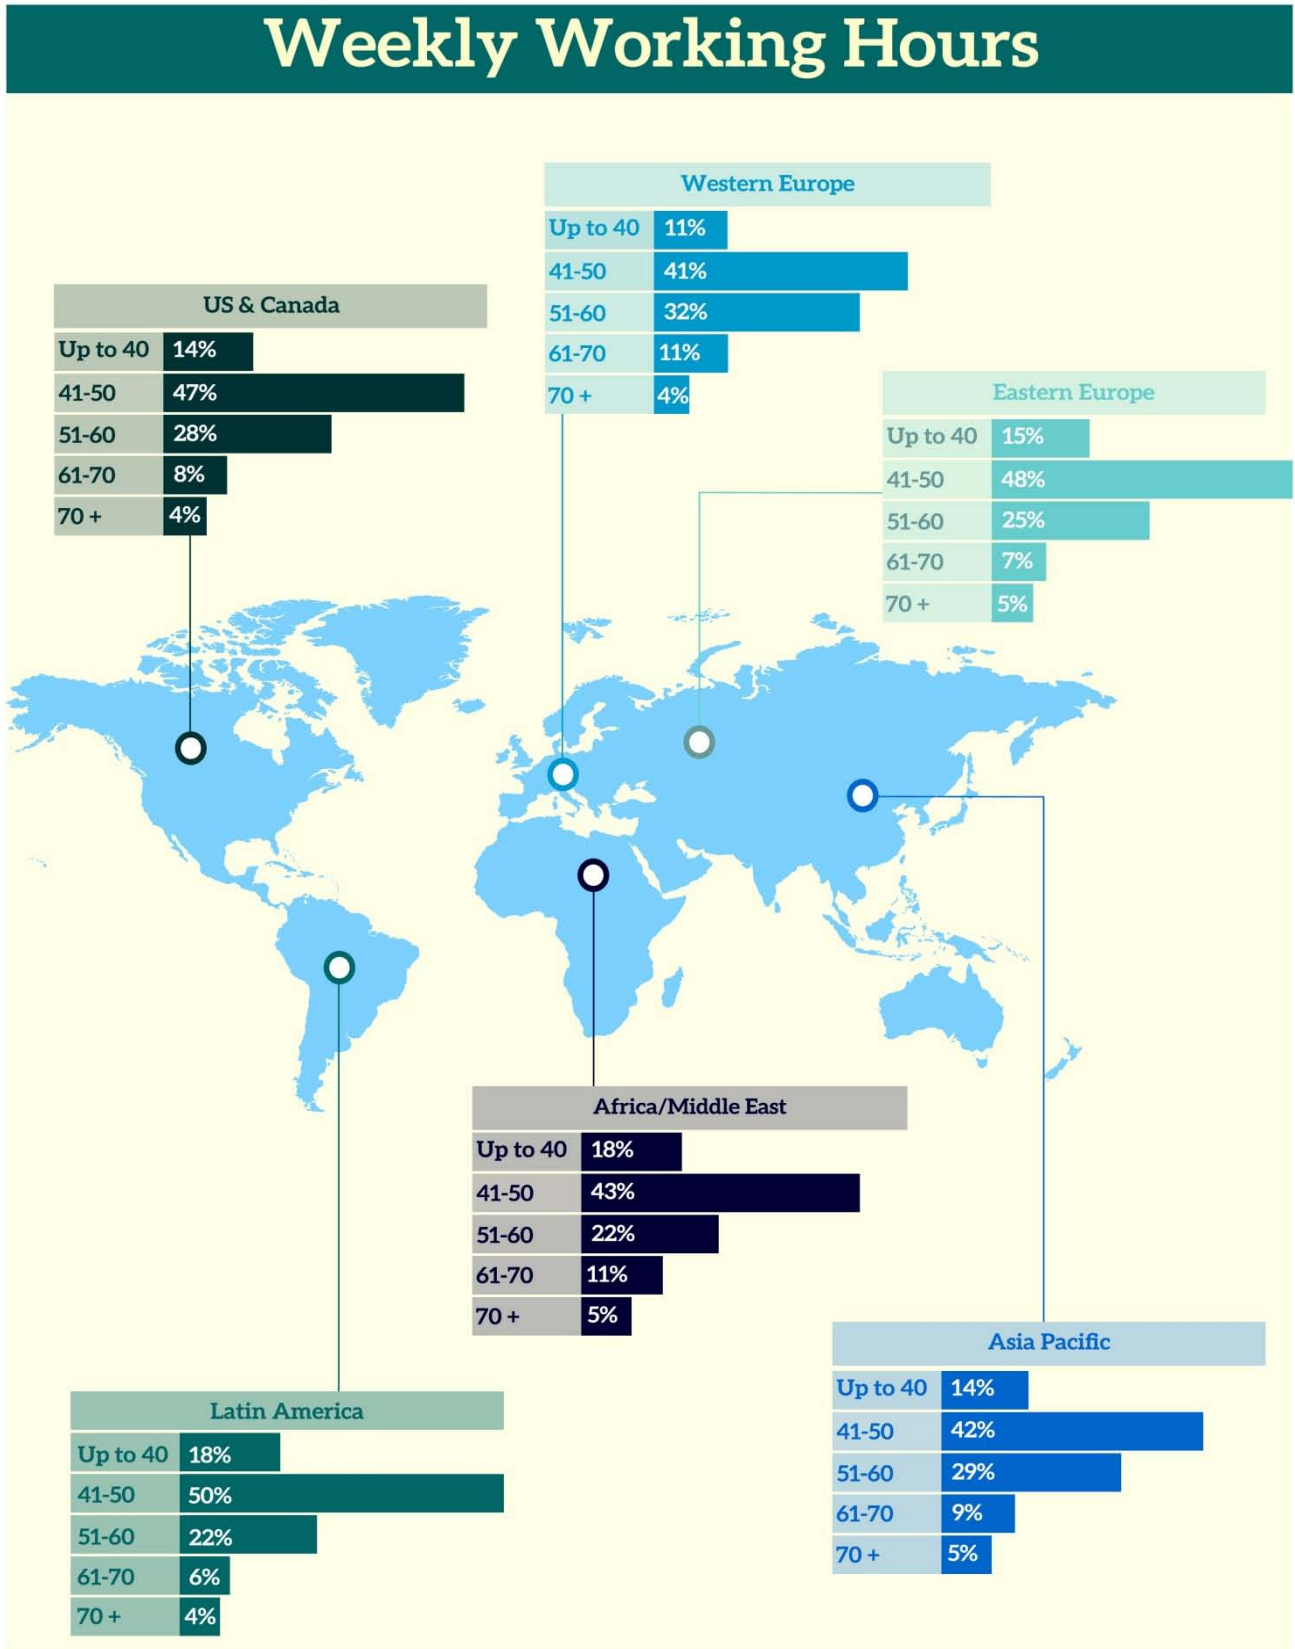 Weekly Working Hours
Western Europe
Up to 40 11%
41-50 41%
51-60 32%
61-70 11%
70 + 4%
US & Canada
Up to 40 14%
41-50 47%
51-60 28%
61-70 8%
70 + 4%
Eastern Europe
Up to 40 15%
41-50 48%
51-60 25%
61-70 7%
70 + 5%
Africa/Middle East
Up to 40 18%
41-50 43%
51-60 22%
61-70 11%
70 + 5%
Asia Pacific
Up to 40 14%
41-50 42%
51-60 29%
61-70 9%
70 + 5%
Latin America
Up to 40 18%
41-50 50%
51-60 22%
61-70 6%
70 + 4%